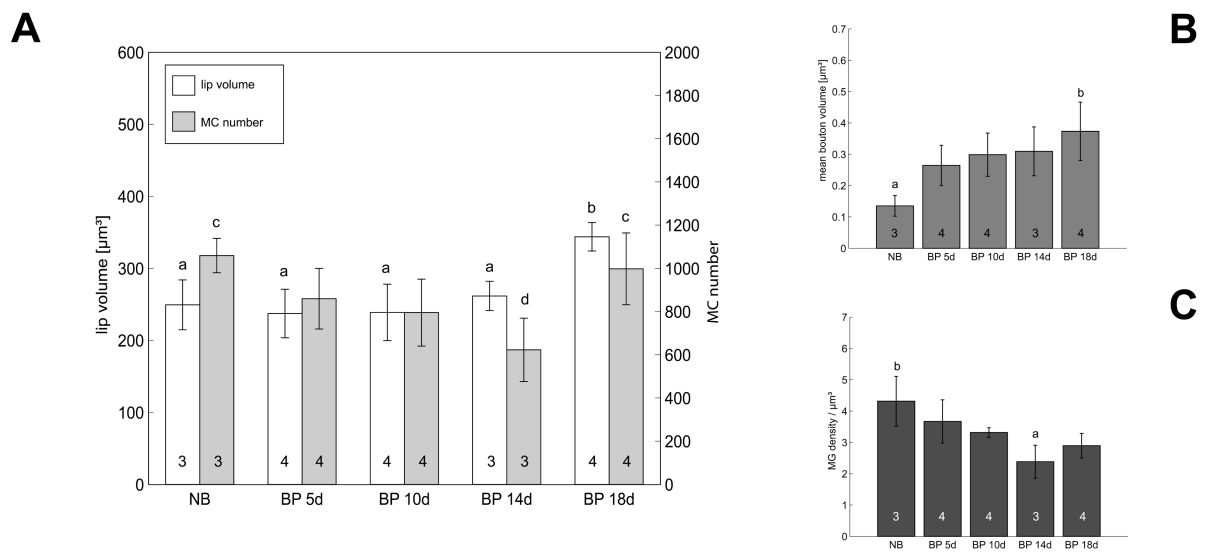 A
lip volume [µm³]
600
500
400
300
200
100
0
lip volume
MC number
a
c
a
a
a
d
b
c
3
3
4
4
4
4
3
3
4
4
NB
BP 5d
BP 10d
BP 14d
BP 18d
2000
1800
1600
1400
1200
1000
800
600
400
200
0
MC number
B
mean bouton volume [µm³]
0.7
0.6
0.5
0.4
0.3
0.2
0.1
0
a
b
3
4
4
3
4
NB
BP 5d
BP 10d
BP 14d
BP 18d
C
MG density / µm³
7
6
5
4
3
2
1
0
b
a
3
4
4
3
4
NB
BP 5d
BP 10d
BP 14d
BP 18d